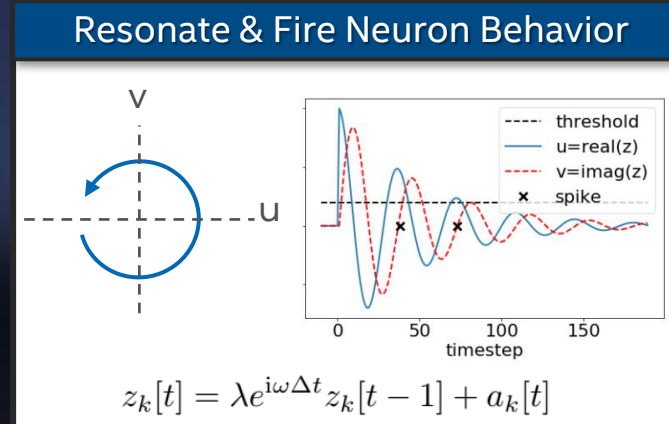 Resonate & Fire Neuron Behavior
v
u
threshold
u=real(z)
v=imag(z)
spike
0 50 100 150
timestep
z_k[t] = λe^{iωΔt} z_k[t − 1] + a_k[t]